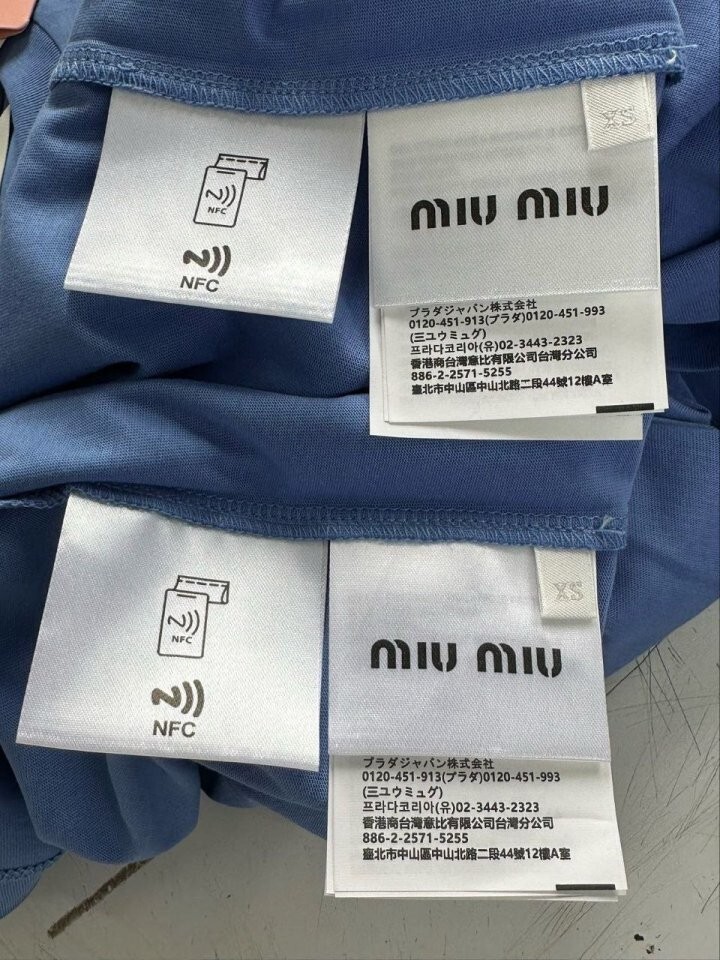 XS
NFC
NFC
miu miu
プラダジャパン株式会社
0120-451-913(プラダ)0120-451-993
(三ユウミュグ)
프라다코리아(유)02-3443-2323
香港商台灣意比有限公司台灣分公司
886-2-2571-5255
臺北市中山區中山北路二段44號12樓A室
XS
NFC
NFC
miu miu
プラダジャパン株式会社
0120-451-913(プラダ)0120-451-993
(三ユウミュグ)
프라다코리아(유)02-3443-2323
香港商台灣意比有限公司台灣分公司
886-2-2571-5255
臺北市中山區中山北路二段44號12樓A室